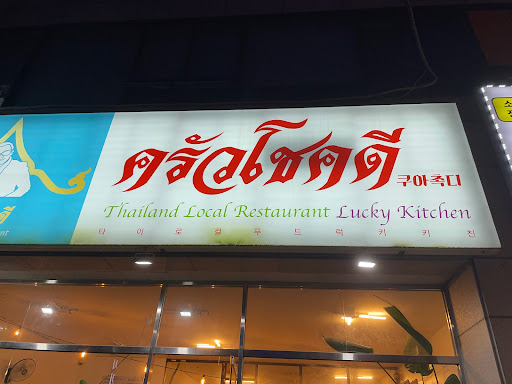 ครัวโชคดี 쿠아촉디
Thailand Local Restaurant Lucky Kitchen
타이로컬푸드럭키키친